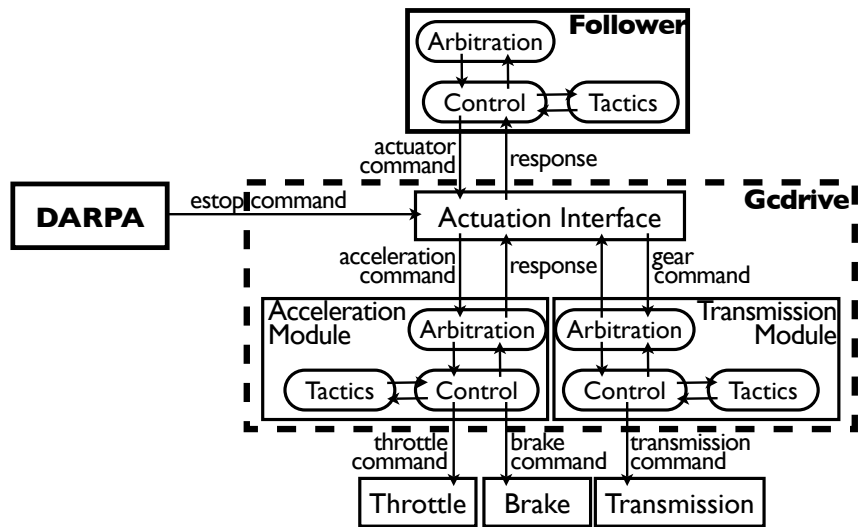 Follower
Arbitration
Control
Tactics
actuator
command
response
Gcdrive
DARPA
estop command
Actuation Interface
acceleration
command
response
gear
command
Acceleration
Module
Arbitration
Tactics
Control
Transmission
Module
Arbitration
Control
Tactics
throttle
command
brake
command
transmission
command
Throttle
Brake
Transmission